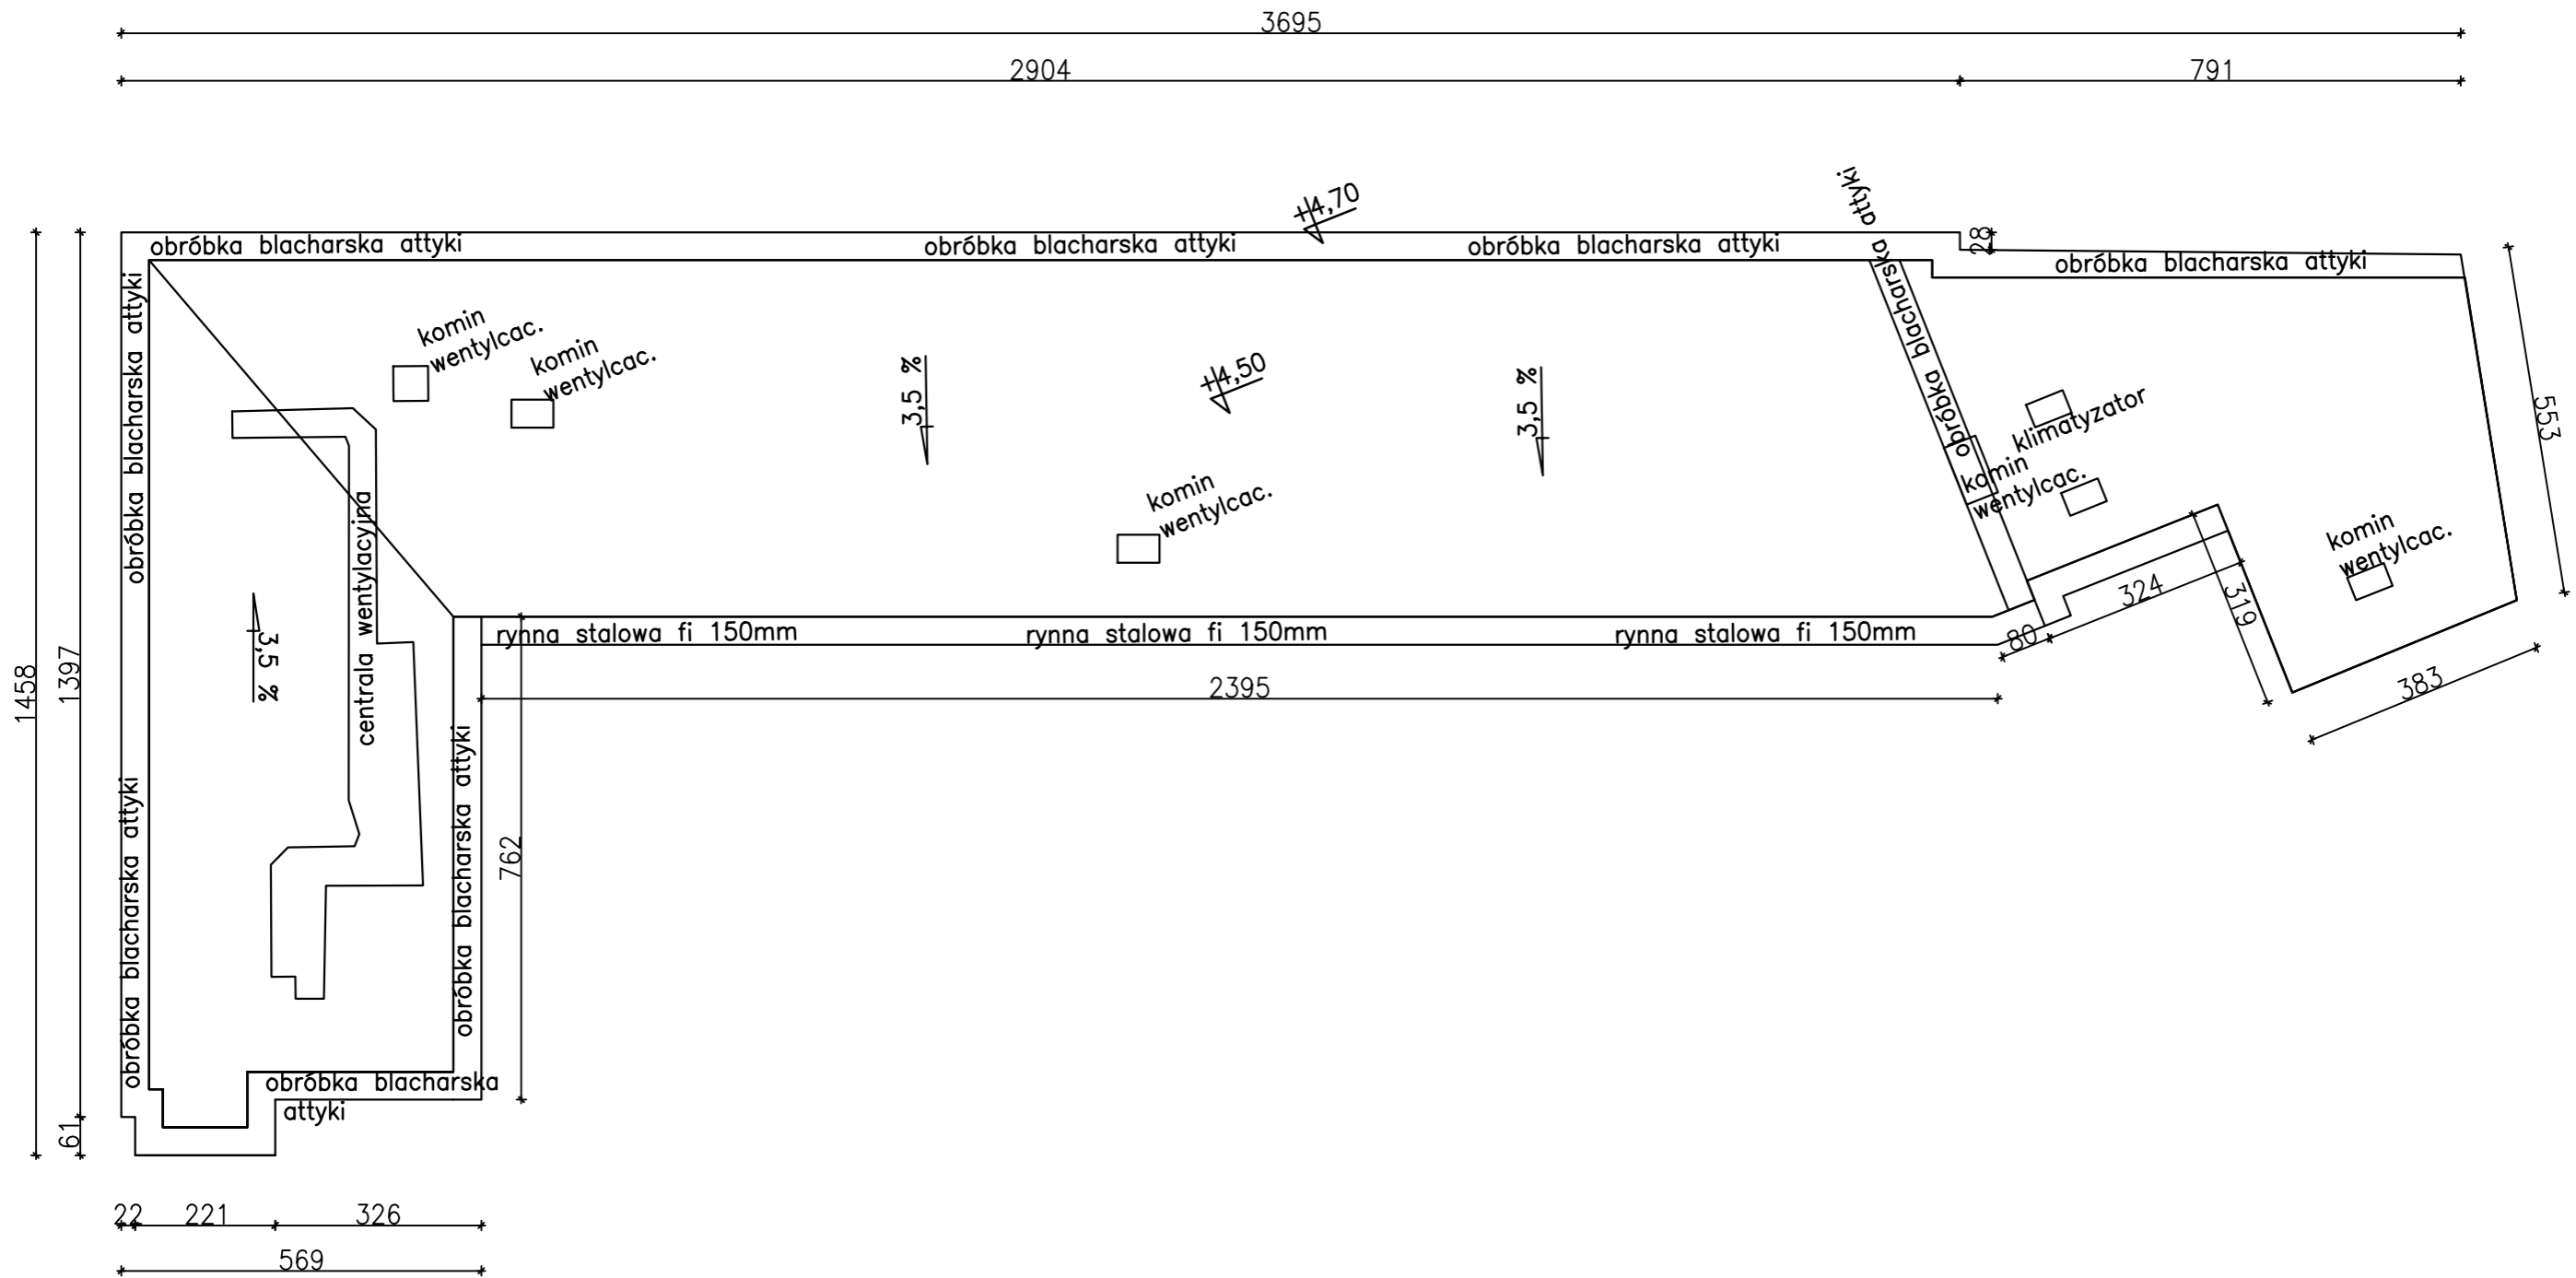 3695
2904
791
+4,70
obróbka blacharska attyki
obróbka blacharska attyki
obróbka blacharska attyki
obróbka blacharska attyki
28
obróbka blacharska attyki
obróbka blacharska attyki
komin
wentylcac.
komin
wentylcac.
3,5 %
+4,50
3,5 %
klimatyzator
553
komin
wentylcac.
komin
wentylcac.
komin
wentylcac.
centrala wentylacyjna
3,5 %
324
319
80
383
rynna stalowa fi 150mm
rynna stalowa fi 150mm
rynna stalowa fi 150mm
2395
1458
1397
obróbka blacharska attyki
obróbka blacharska attyki
762
obróbka blacharska
attyki
61
22
221
326
569